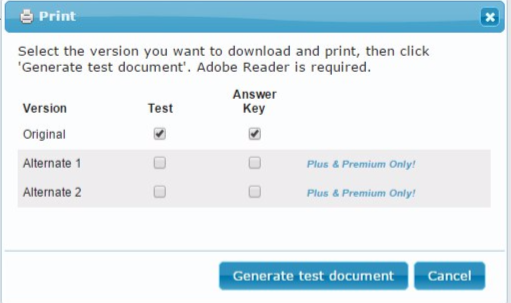 Print
Select the version you want to download and print, then click
'Generate test document'. Adobe Reader is required.
Version Test Answer Key
Original
Alternate 1 Plus & Premium Only!
Alternate 2 Plus & Premium Only!
Generate test document Cancel